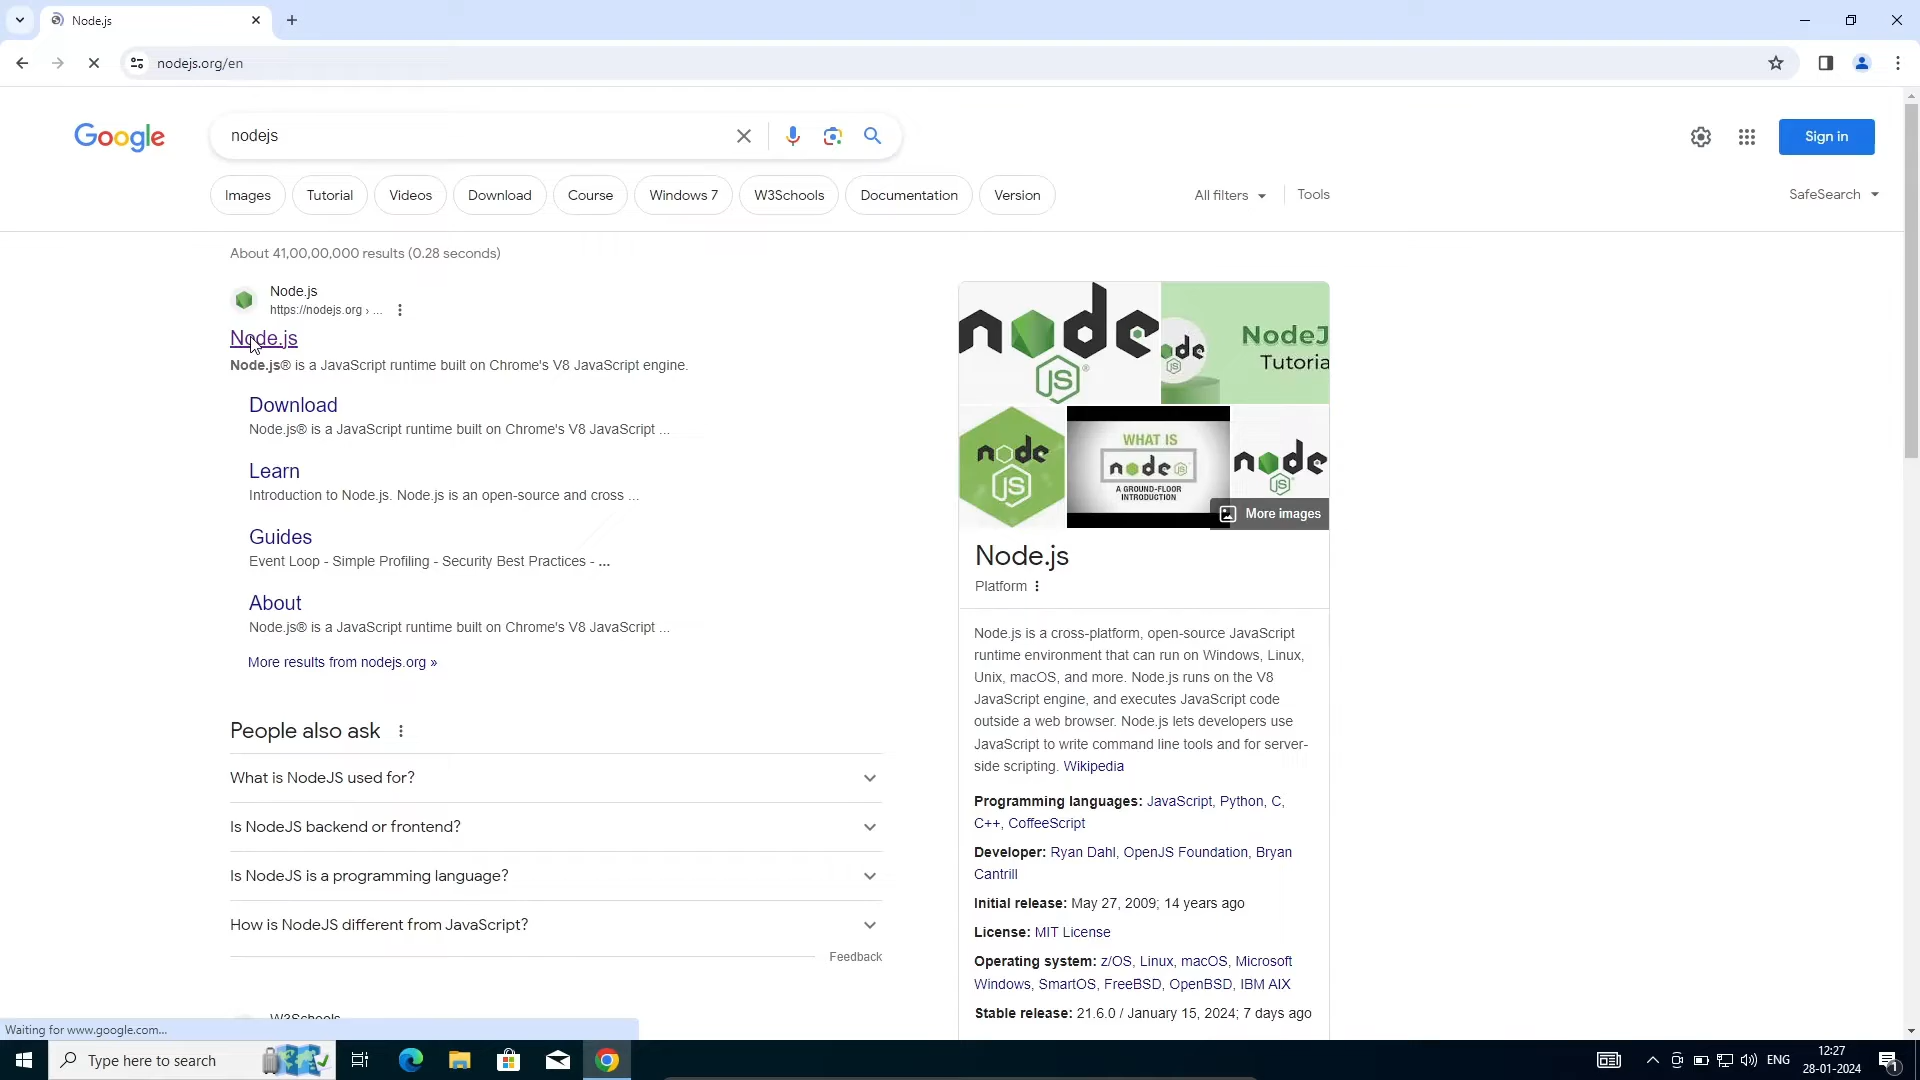 Node.js
nodejs.org/en
Google
nodejs
Sign in
Images
Tutorial
Videos
Download
Course
Windows 7
W3Schools
Documentation
Version
All filters
Tools
SafeSearch
About 41,00,00,000 results (0.28 seconds)
Node.js
https://nodejs.org › ...
Node.js
Node.js® is a JavaScript runtime built on Chrome's V8 JavaScript engine.
Download
Node.js® is a JavaScript runtime built on Chrome's V8 JavaScript ...
Learn
Introduction to Node.js. Node.js is an open-source and cross ...
Guides
Event Loop - Simple Profiling - Security Best Practices - ...
About
Node.js® is a JavaScript runtime built on Chrome's V8 JavaScript ...
More results from nodejs.org »
People also ask
What is NodeJS used for?
Is NodeJS backend or frontend?
Is NodeJS is a programming language?
How is NodeJS different from JavaScript?
Feedback
W3Schools
node
JS
node
JS
NodeJ
Tutoria
node
JS
WHAT IS
node JS
A GROUND-FLOOR
INTRODUCTION
node
JS
More images
Node.js
Platform
Node.js is a cross-platform, open-source JavaScript
runtime environment that can run on Windows, Linux,
Unix, macOS, and more. Node.js runs on the V8
JavaScript engine, and executes JavaScript code
outside a web browser. Node.js lets developers use
JavaScript to write command line tools and for server-
side scripting. Wikipedia
Programming languages: JavaScript, Python, C,
C++, CoffeeScript
Developer: Ryan Dahl, OpenJS Foundation, Bryan
Cantrill
Initial release: May 27, 2009; 14 years ago
License: MIT License
Operating system: z/OS, Linux, macOS, Microsoft
Windows, SmartOS, FreeBSD, OpenBSD, IBM AIX
Stable release: 21.6.0 / January 15, 2024; 7 days ago
Waiting for www.google.com...
Type here to search
ENG
12:27
28-01-2024
1